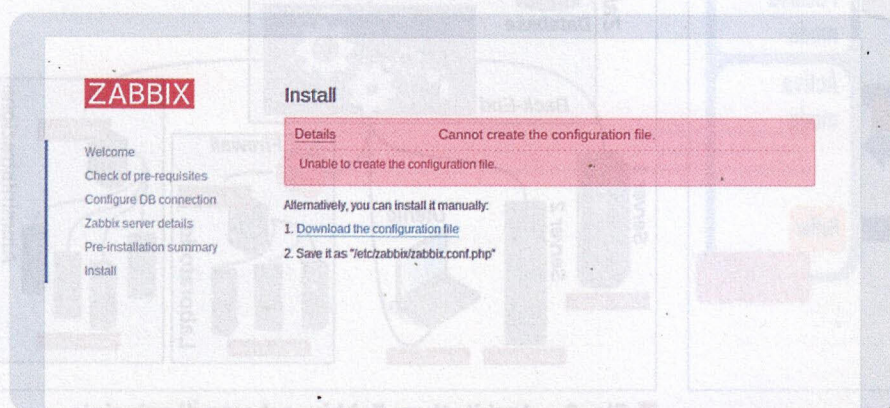 ZABBIX
Welcome
Check of pre-requisites
Configure DB connection
Zabbix server details
Pre-installation summary
Install
Install
Details Cannot create the configuration file.
Unable to create the configuration file.
Alternatively, you can install it manually:
1. Download the configuration file
2. Save it as "/etc/zabbix/zabbix.conf.php"